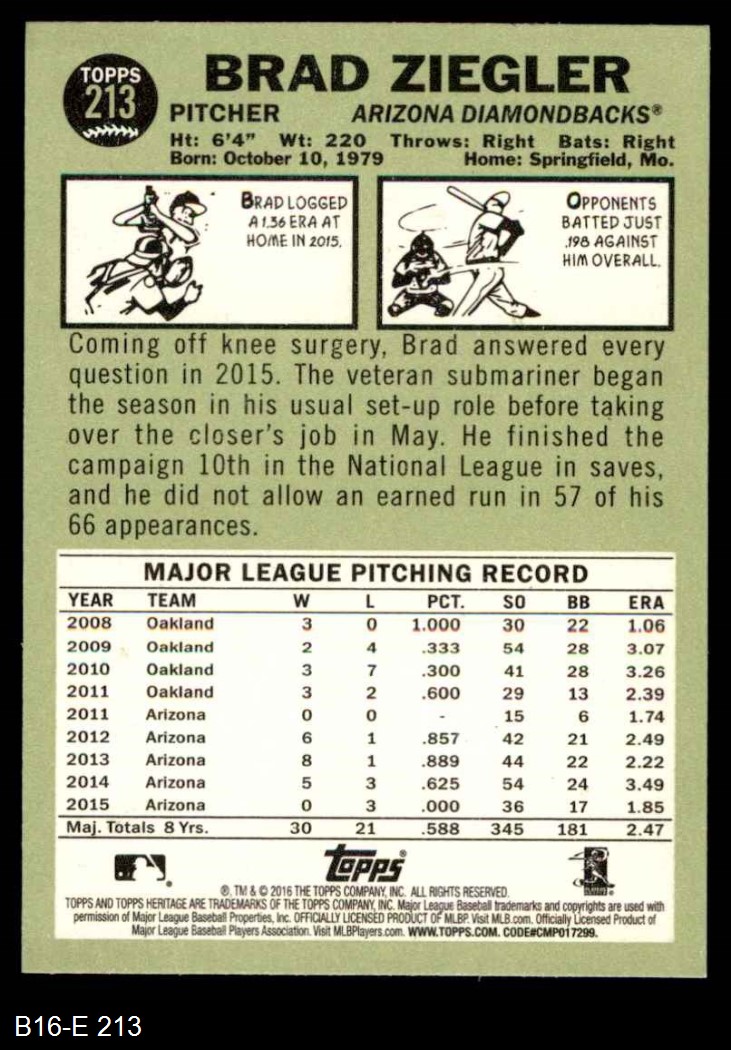 TOPPS
213
BRAD ZIEGLER
PITCHER ARIZONA DIAMONDBACKS®
Ht: 6'4" Wt: 220 Throws: Right Bats: Right
Born: October 10, 1979 Home: Springfield, Mo.
BRAD LOGGED
A 1.36 ERA AT
HOME IN 2015.
OPPONENTS
BATTED JUST
.198 AGAINST
HIM OVERALL.
Coming off knee surgery, Brad answered every
question in 2015. The veteran submariner began
the season in his usual set-up role before taking
over the closer's job in May. He finished the
campaign 10th in the National League in saves,
and he did not allow an earned run in 57 of his
66 appearances.
MAJOR LEAGUE PITCHING RECORD
YEAR TEAM W L PCT. SO BB ERA
2008 Oakland 3 0 1.000 30 22 1.06
2009 Oakland 2 4 .333 54 28 3.07
2010 Oakland 3 7 .300 41 28 3.26
2011 Oakland 3 2 .600 29 13 2.39
2011 Arizona 0 0 - 15 6 1.74
2012 Arizona 6 1 .857 42 21 2.49
2013 Arizona 8 1 .889 44 22 2.22
2014 Arizona 5 3 .625 54 24 3.49
2015 Arizona 0 3 .000 36 17 1.85
Maj. Totals 8 Yrs. 30 21 .588 345 181 2.47
topps®
®, TM & © 2016 THE TOPPS COMPANY, INC. ALL RIGHTS RESERVED.
TOPPS AND TOPPS HERITAGE ARE TRADEMARKS OF THE TOPPS COMPANY, INC. Major League Baseball trademarks and copyrights are used with
permission of Major League Baseball Properties, Inc. OFFICIALLY LICENSED PRODUCT OF MLBP. Visit MLB.com. Officially Licensed Product of
Major League Baseball Players Association. Visit MLBPlayers.com. WWW.TOPPS.COM. CODE#CMP017299.
B16-E 213